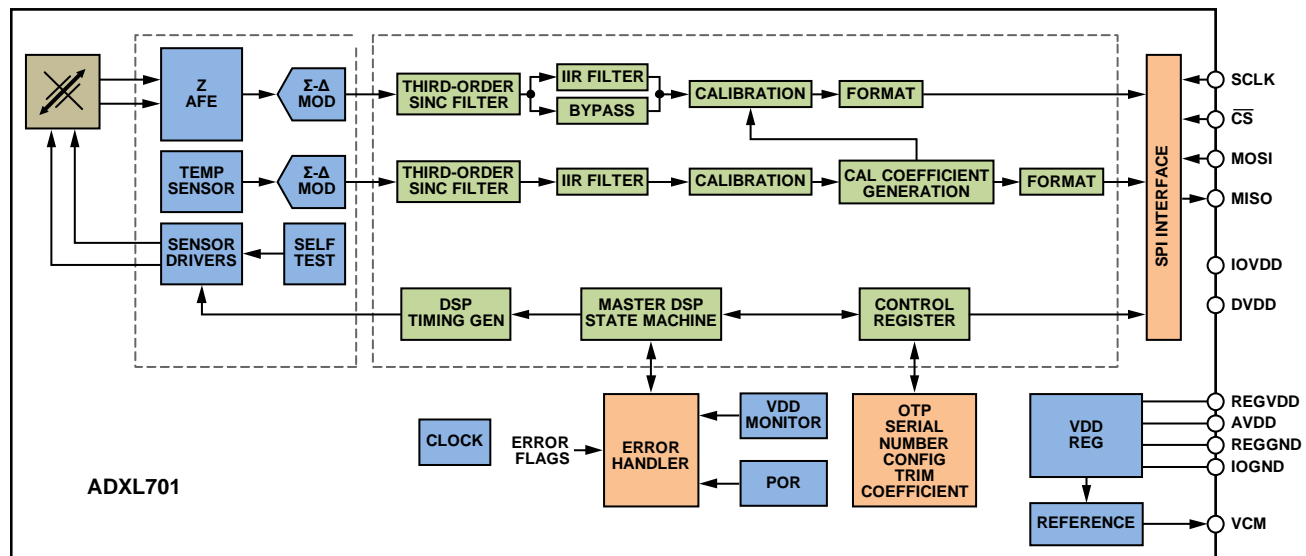 Z
AFE
Σ-Δ
MOD
THIRD-ORDER
SINC FILTER
IIR FILTER
BYPASS
CALIBRATION
FORMAT
SCLK
CS
MOSI
MISO
SPI INTERFACE
TEMP
SENSOR
Σ-Δ
MOD
THIRD-ORDER
SINC FILTER
IIR FILTER
CALIBRATION
CAL COEFFICIENT
GENERATION
FORMAT
SENSOR
DRIVERS
SELF
TEST
IOVDD
DVDD
DSP
TIMING GEN
MASTER DSP
STATE MACHINE
CONTROL
REGISTER
CLOCK
ERROR
FLAGS
ERROR
HANDLER
VDD
MONITOR
POR
OTP
SERIAL
NUMBER
CONFIG
TRIM
COEFFICIENT
VDD
REG
REGVDD
AVDD
REGGND
IOGND
REFERENCE
VCM
ADXL701